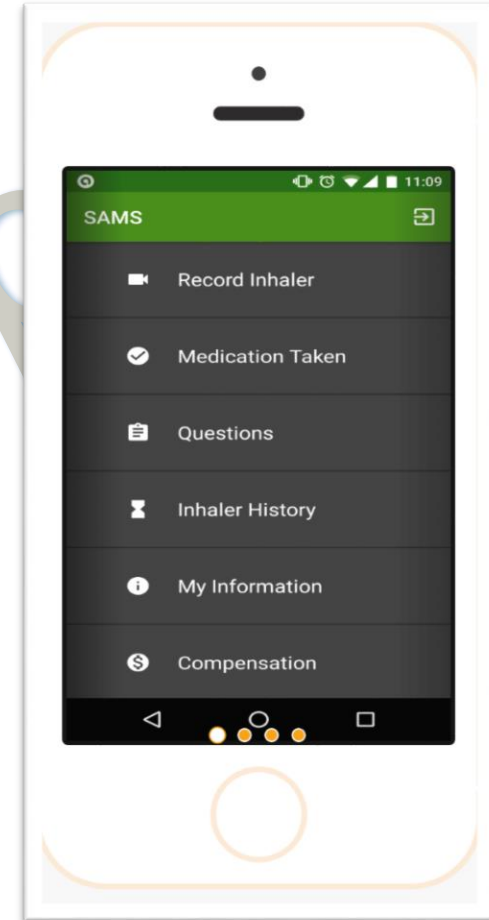 11:09
SAMS
Record Inhaler
Medication Taken
Questions
Inhaler History
My Information
Compensation